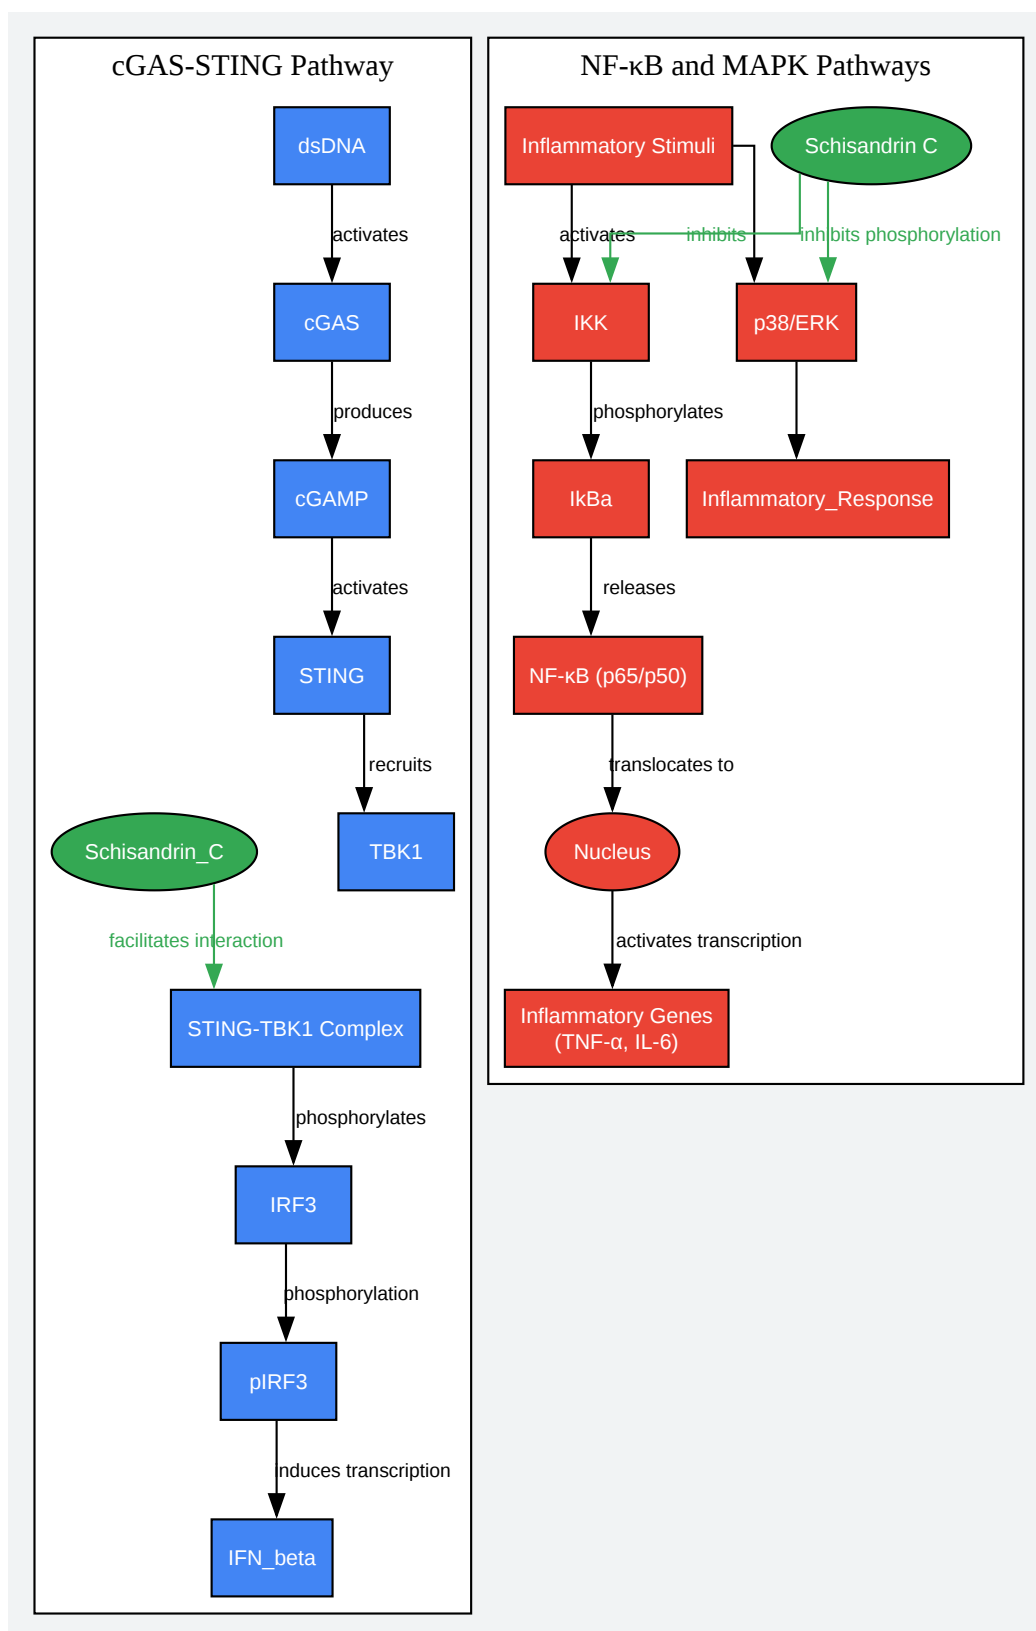 cGAS-STING Pathway
dsDNA
activates
cGAS
produces
cGAMP
activates
STING
recruits
Schisandrin_C
TBK1
facilitates interaction
STING-TBK1 Complex
phosphorylates
IRF3
phosphorylation
pIRF3
induces transcription
IFN_beta
NF-κB and MAPK Pathways
Inflammatory Stimuli
Schisandrin C
activates
inhibits
inhibits phosphorylation
IKK
p38/ERK
phosphorylates
IkBa
Inflammatory_Response
releases
NF-κB (p65/p50)
translocates to
Nucleus
activates transcription
Inflammatory Genes
(TNF-α, IL-6)